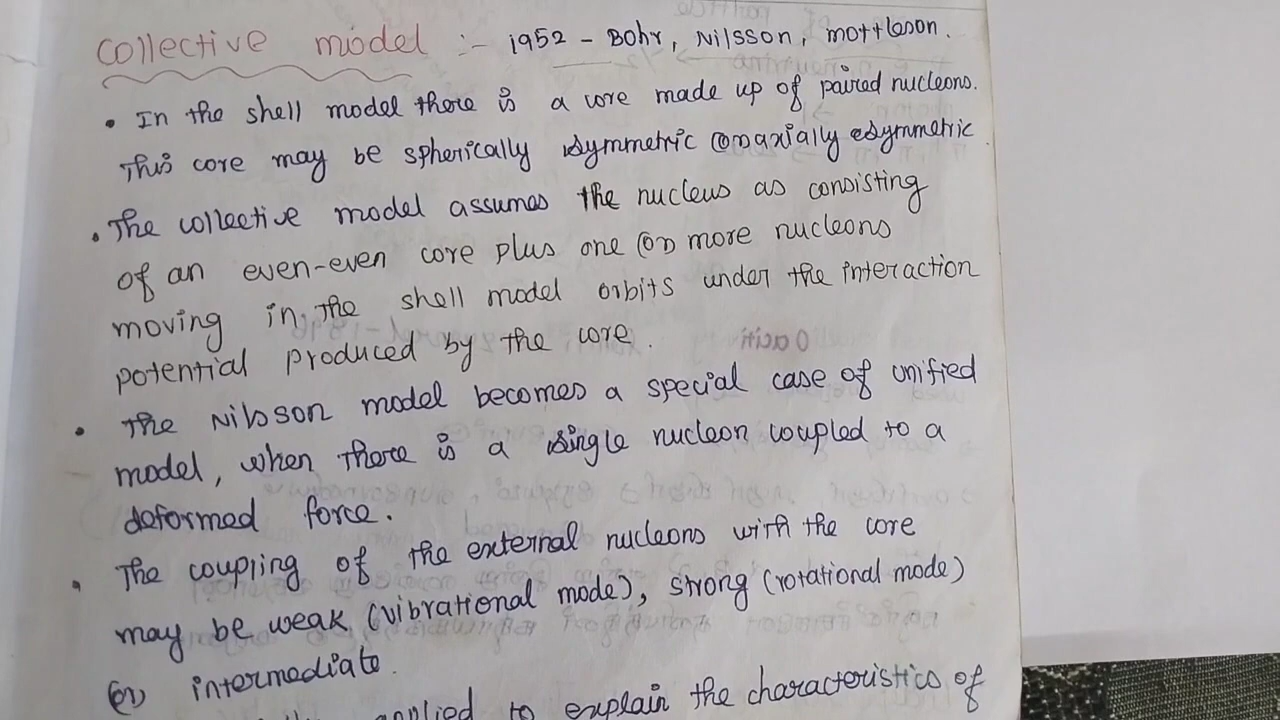 collective model :- 1952 - Bohr, Nilsson, mottleson.
• In the shell model there is a core made up of paired nucleons.
This core may be spherically symmetric (or) axially asymmetric
• The collective model assumes the nucleus as consisting
of an even-even core plus one (or) more nucleons
moving in the shell model orbits under the interaction
potential produced by the core.
• The Nilsson model becomes a special case of unified
model, when there is a single nucleon coupled to a
deformed force.
• The coupling of the external nucleons with the core
may be weak (vibrational mode), strong (rotational mode)
(or) intermediate.
applied to explain the characteristics of